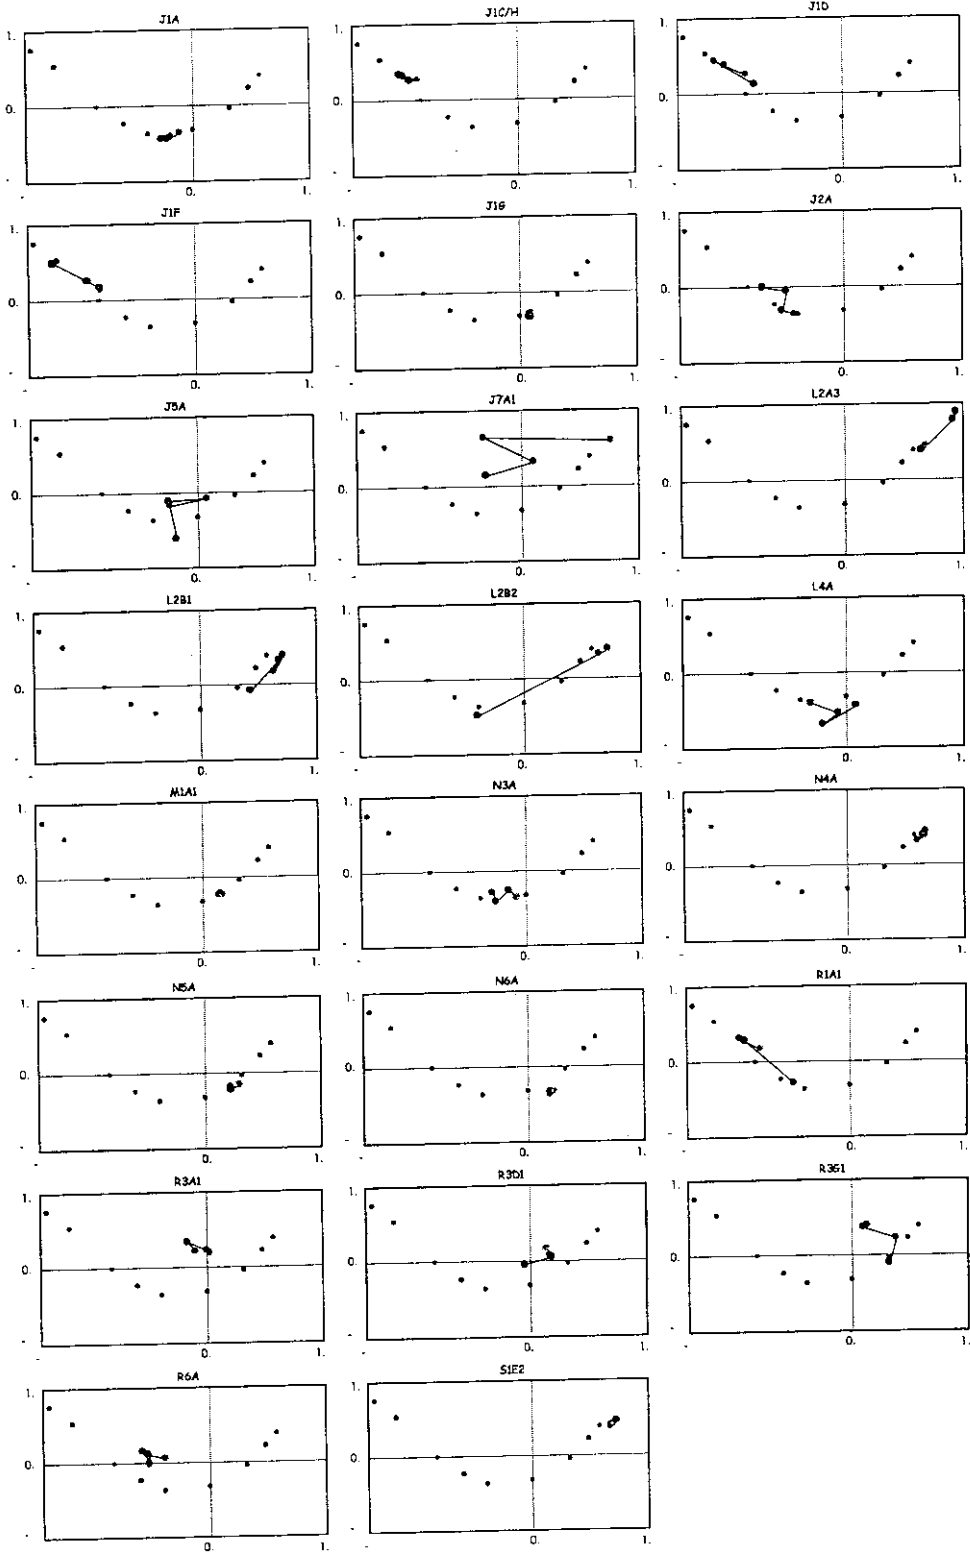 J1A J1C/H J1D
1. 1. 1.
0. 0. 0.
- - -
- 0. 1. - 0. 1. - 0. 1.
J1F J1G J2A
1. 1. 1.
0. 0. 0.
- - -
- 0. 1. - 0. 1. - 0. 1.
J5A J7A1 L2A3
1. 1. 1.
0. 0. 0.
- - -
- 0. 1. - 0. 1. - 0. 1.
L2B1 L2B2 L4A
1. 1. 1.
0. 0. 0.
- - -
- 0. 1. - 0. 1. - 0. 1.
M1A1 N3A N4A
1. 1. 1.
0. 0. 0.
- - -
- 0. 1. - 0. 1. - 0. 1.
N5A N6A R1A1
1. 1. 1.
0. 0. 0.
- - -
- 0. 1. - 0. 1. - 0. 1.
R3A1 R3D1 R3G1
1. 1. 1.
0. 0. 0.
- - -
- 0. 1. - 0. 1. - 0. 1.
R6A S1E2
1. 1.
0. 0.
- -
- 0. 1. - 0. 1.